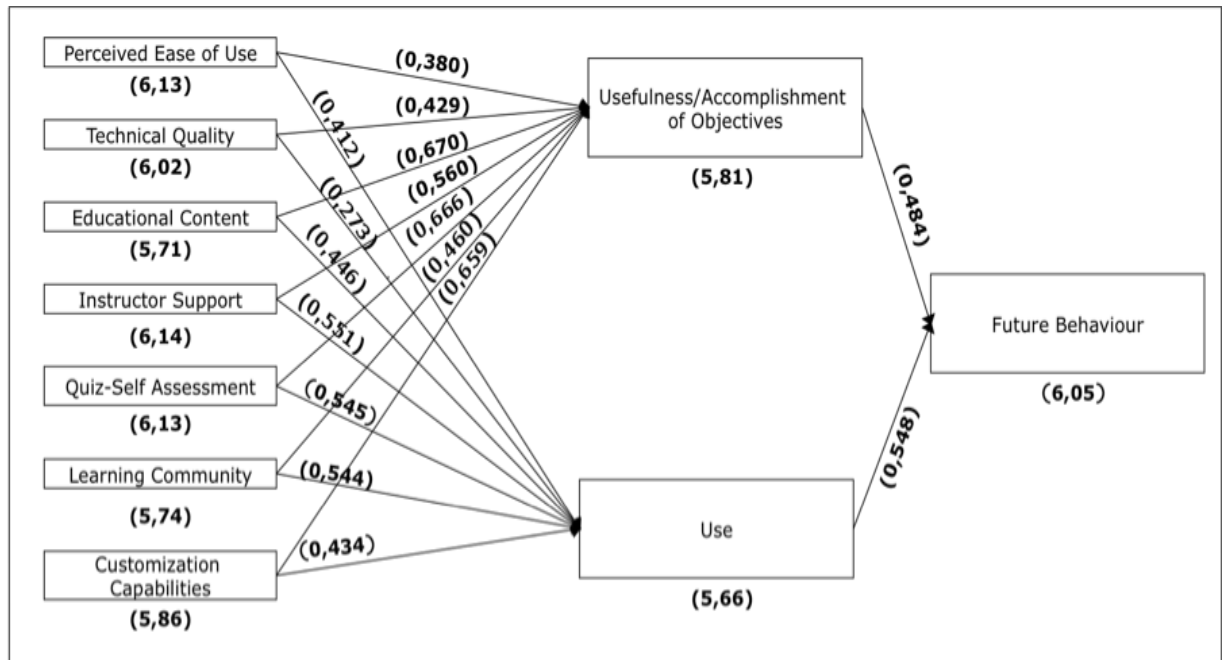 Perceived Ease of Use
(6,13)
Technical Quality
(6,02)
Educational Content
(5,71)
Instructor Support
(6,14)
Quiz-Self Assessment
(6,13)
Learning Community
(5,74)
Customization
Capabilities
(5,86)
(0,380)
(0,429)
(0,670)
(0,560)
(0,666)
(0,460)
(0,659)
(0,412)
(0,273)
(0,446)
(0,551)
(0,545)
(0,544)
(0,434)
Usefulness/Accomplishment
of Objectives
(5,81)
Use
(5,66)
(0,484)
(0,548)
Future Behaviour
(6,05)